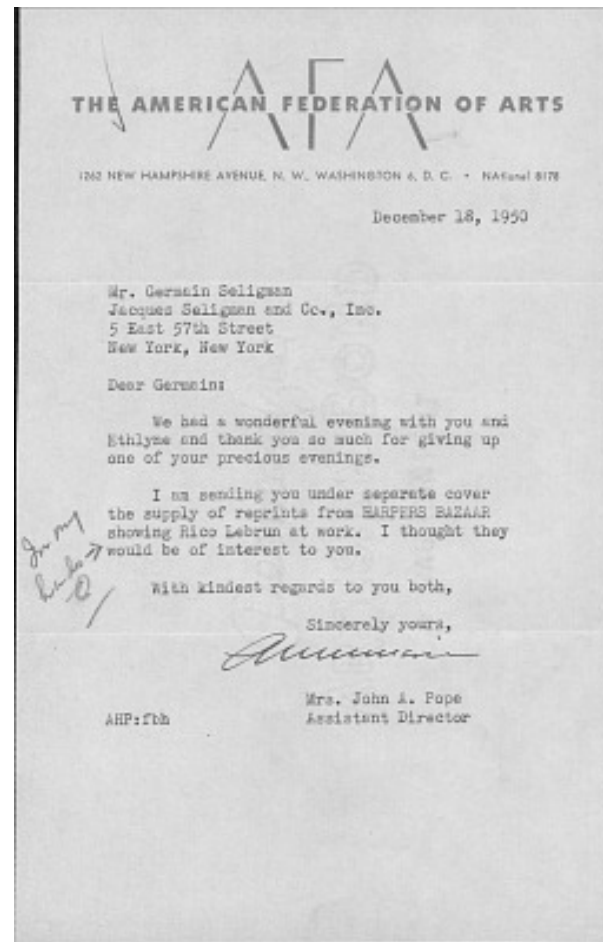 AFA
THE AMERICAN FEDERATION OF ARTS
1262 NEW HAMPSHIRE AVENUE, N. W., WASHINGTON 6, D. C. • NAtional 8178
December 18, 1950
Mr. Germain Seligman
Jacques Seligman and Co., Inc.
5 East 57th Street
New York, New York
Dear Germain:
We had a wonderful evening with you and
Ethlyne and thank you so much for giving up
one of your precious evenings.
I am sending you under separate cover
the supply of reprints from HARPERS BAZAAR
showing Rico Lebrun at work. I thought they
would be of interest to you.
In my
With kindest regards to you both,
Sincerely yours,
Annemarie
Mrs. John A. Pope
AHP:fbh Assistant Director